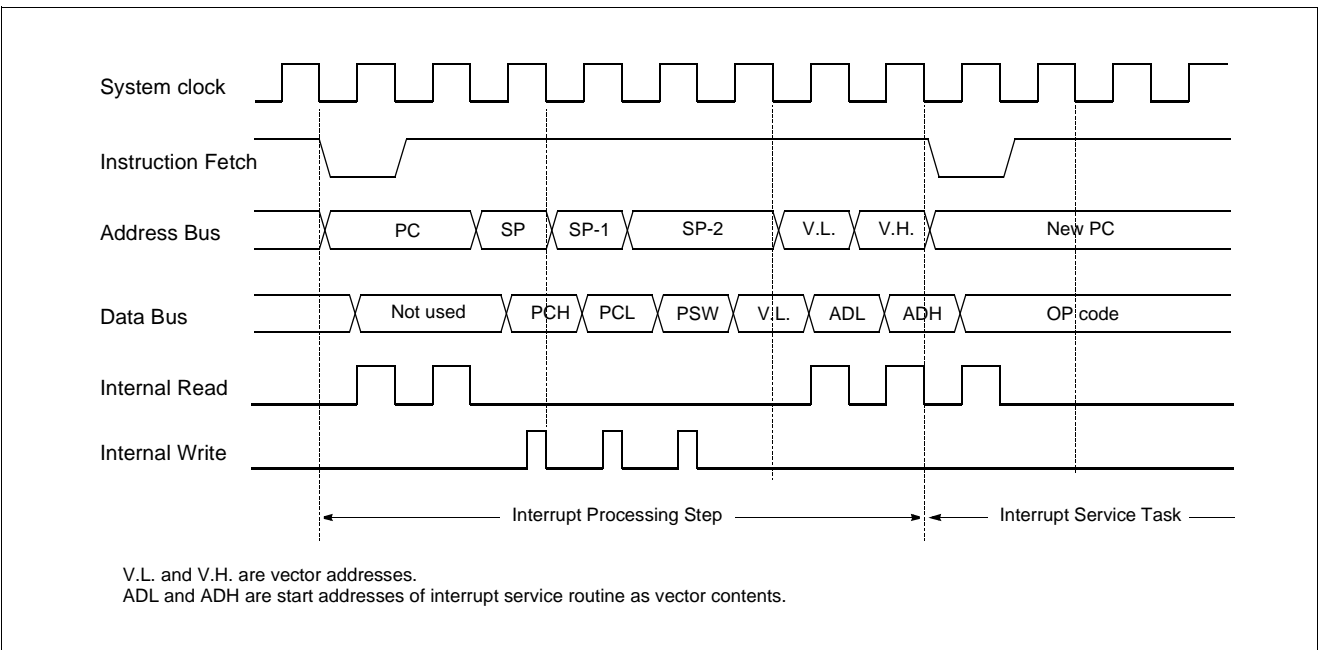 System clock
Instruction Fetch
Address Bus PC SP SP-1 SP-2 V.L. V.H. New PC
Data Bus Not used PCH PCL PSW V.L. ADL ADH OP code
Internal Read
Internal Write
Interrupt Processing Step Interrupt Service Task
V.L. and V.H. are vector addresses.
ADL and ADH are start addresses of interrupt service routine as vector contents.